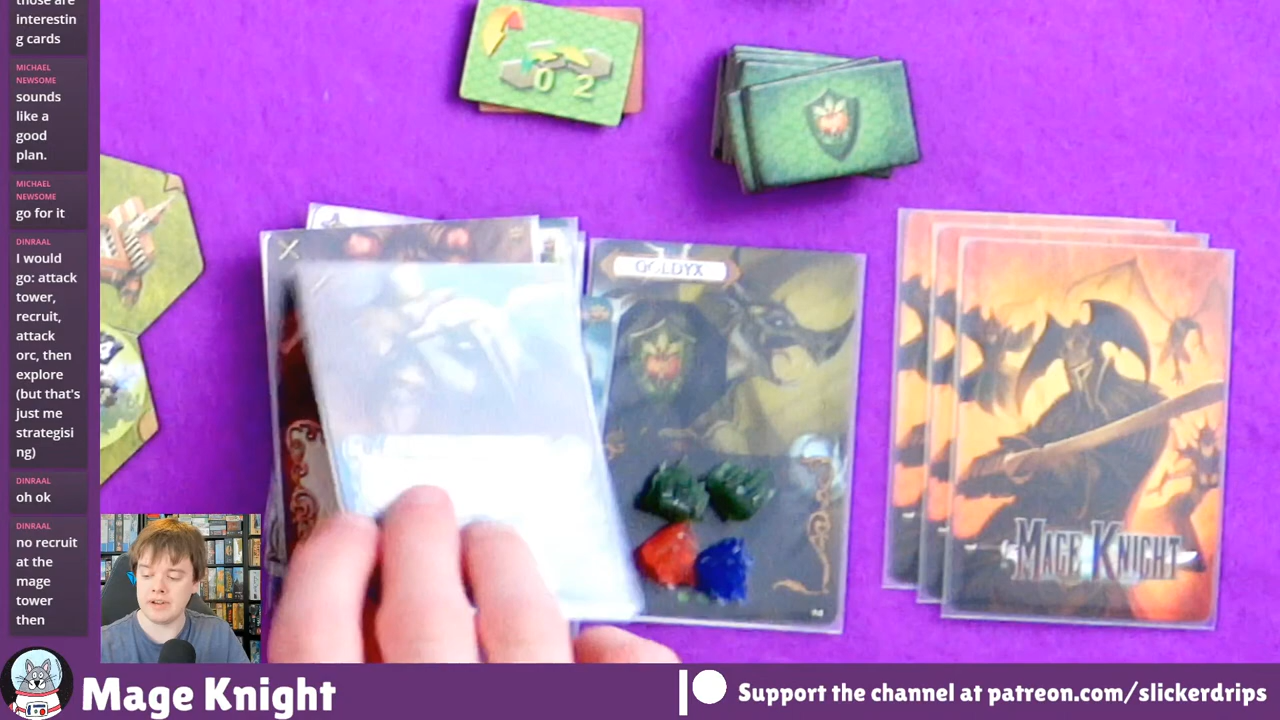 those are
interestin
g cards
MICHAEL
NEWSOME
sounds
like a
good
plan.
MICHAEL
NEWSOME
go for it
DINRAAL
I would
go: attack
tower,
recruit,
attack
orc, then
explore
(but that's
just me
strategisi
ng)
DINRAAL
oh ok
DINRAAL
no recruit
at the
mage
tower
then
0 2
GOLDYX
MAGE KNIGHT
Mage Knight
Support the channel at patreon.com/slickerdrips